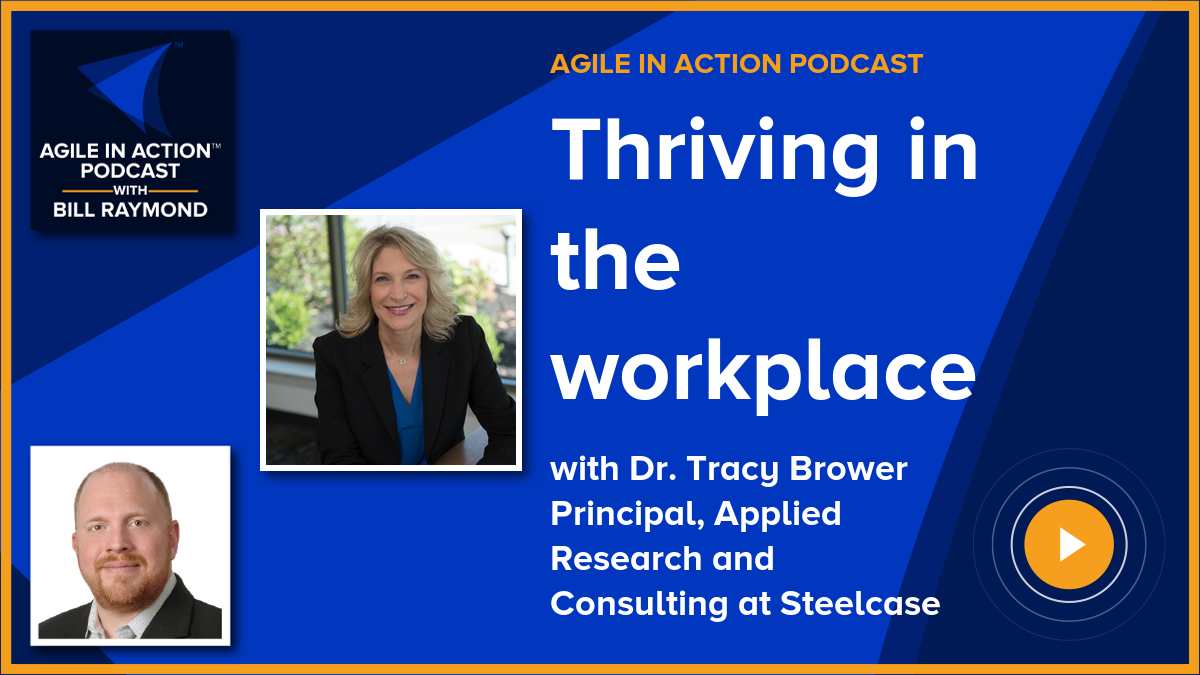 AGILE IN ACTION™
PODCAST
WITH
BILL RAYMOND
AGILE IN ACTION PODCAST
Thriving in
the
workplace
with Dr. Tracy Brower
Principal, Applied
Research and
Consulting at Steelcase